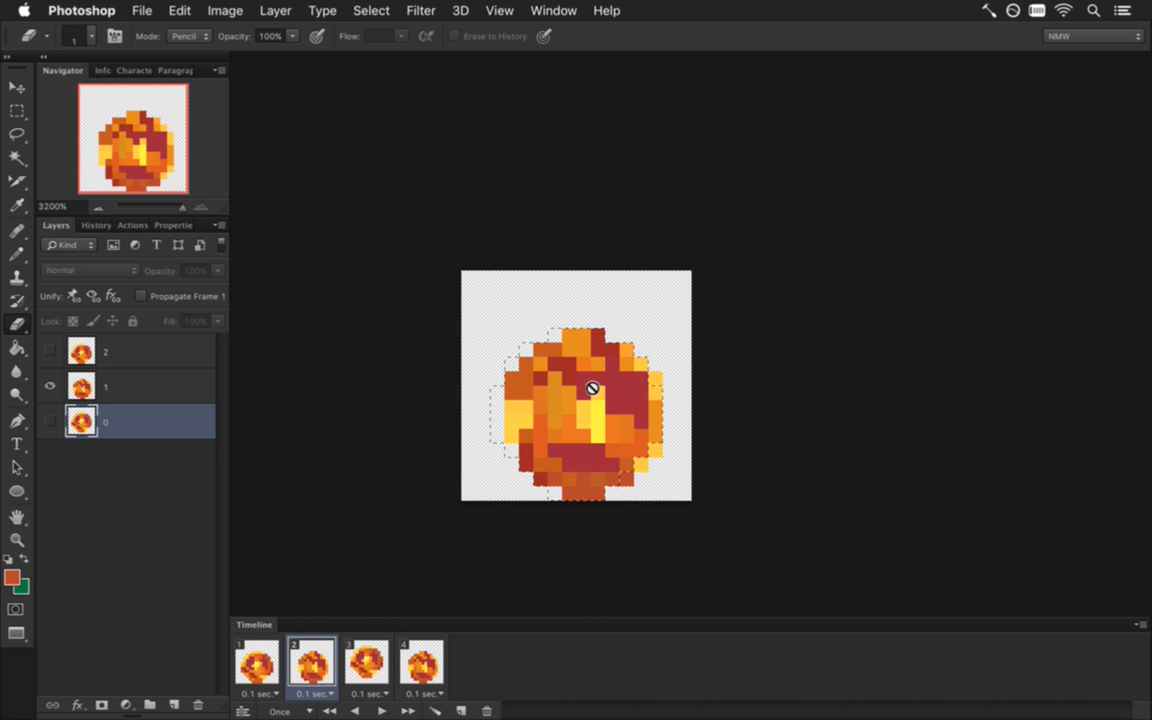 Photoshop File Edit Image Layer Type Select Filter 3D View Window Help
1 Mode: Pencil Opacity: 100% Flow: Erase to History NMW
Navigator Info Characte Paragrap
3200%
Layers History Actions Propertie
Kind
Normal Opacity: 100%
Unify: Propagate Frame 1
Lock: Fill: 100%
2
1
0
Timeline
1 2 3 4
0.1 sec. 0.1 sec. 0.1 sec. 0.1 sec.
Once